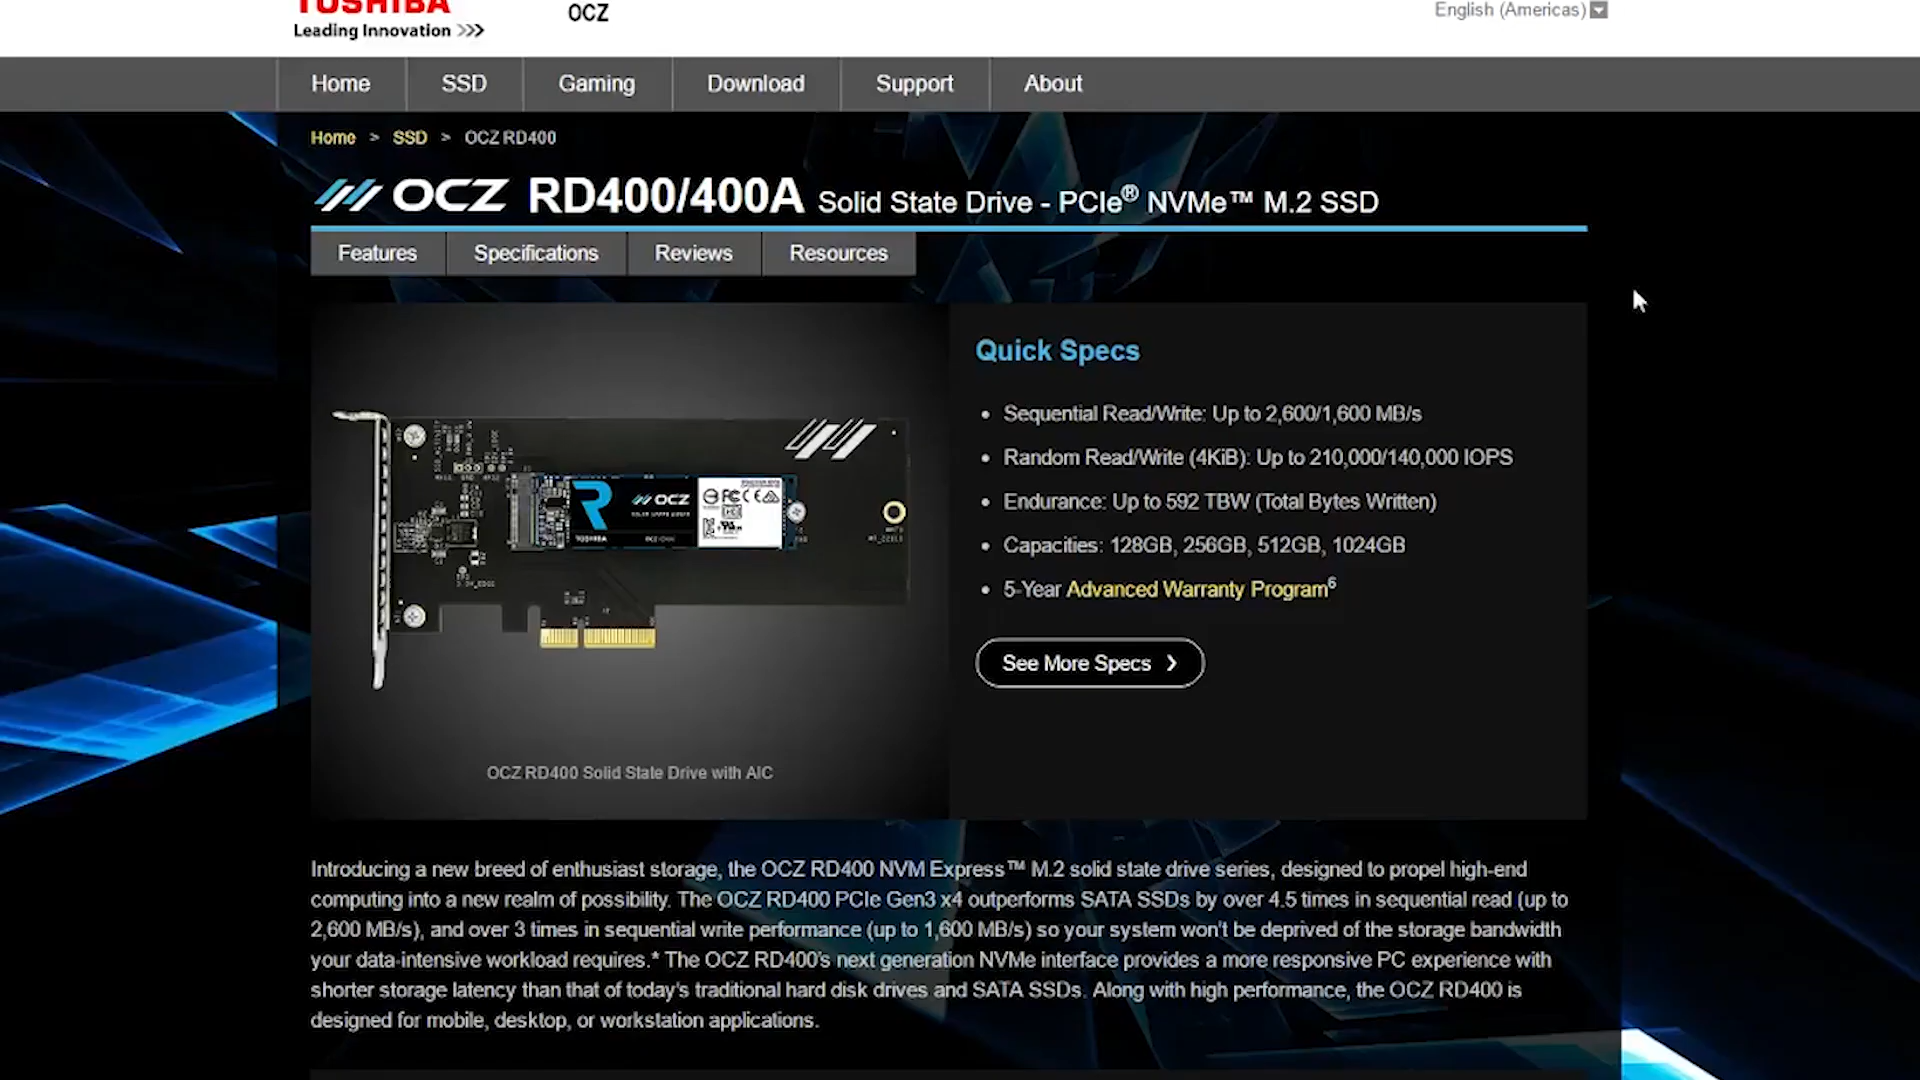 TOSHIBA
Leading Innovation >>>
OCZ
English (Americas)
Home
SSD
Gaming
Download
Support
About
Home > SSD > OCZ RD400
OCZ RD400/400A Solid State Drive - PCIe® NVMe™ M.2 SSD
Features
Specifications
Reviews
Resources
OCZ
TOSHIBA
OCZ RD400 Solid State Drive with AIC
Quick Specs
• Sequential Read/Write: Up to 2,600/1,600 MB/s
• Random Read/Write (4KiB): Up to 210,000/140,000 IOPS
• Endurance: Up to 592 TBW (Total Bytes Written)
• Capacities: 128GB, 256GB, 512GB, 1024GB
• 5-Year Advanced Warranty Program⁶
See More Specs ❯
Introducing a new breed of enthusiast storage, the OCZ RD400 NVM Express™ M.2 solid state drive series, designed to propel high-end
computing into a new realm of possibility. The OCZ RD400 PCIe Gen3 x4 outperforms SATA SSDs by over 4.5 times in sequential read (up to
2,600 MB/s), and over 3 times in sequential write performance (up to 1,600 MB/s) so your system won't be deprived of the storage bandwidth
your data-intensive workload requires.* The OCZ RD400's next generation NVMe interface provides a more responsive PC experience with
shorter storage latency than that of today's traditional hard disk drives and SATA SSDs. Along with high performance, the OCZ RD400 is
designed for mobile, desktop, or workstation applications.